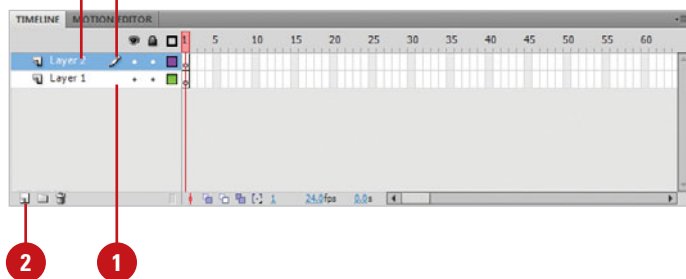 TIMELINE MOTION EDITOR
1 5 10 15 20 25 30 35 40 45 50 55 60
Layer 2
Layer 1
1 24.0fps 0.0s
2 1